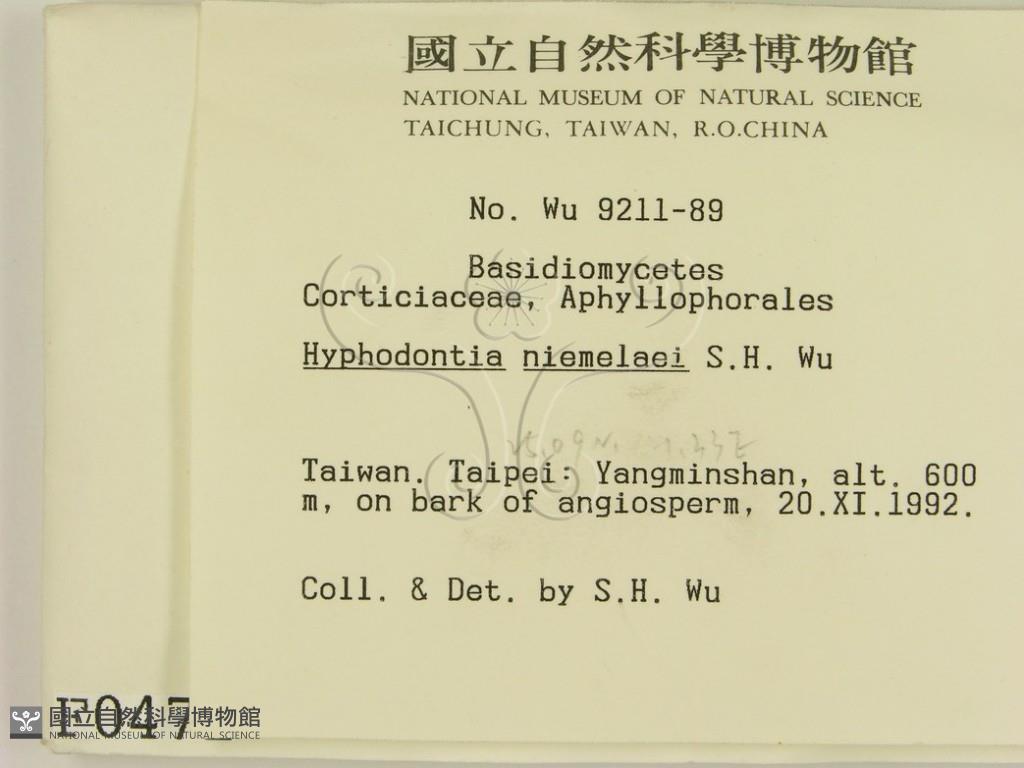 國立自然科學博物館
NATIONAL MUSEUM OF NATURAL SCIENCE
TAICHUNG, TAIWAN, R.O.CHINA
No. Wu 9211-89
Basidiomycetes
Corticiaceae, Aphyllophorales
Hyphodontia niemelaei S.H. Wu
25.09N.
Taiwan. Taipei: Yangminshan, alt. 600
m, on bark of angiosperm, 20.XI.1992.
Coll. & Det. by S.H. Wu
F047
國立自然科學博物館
NATIONAL MUSEUM OF NATURAL SCIENCE